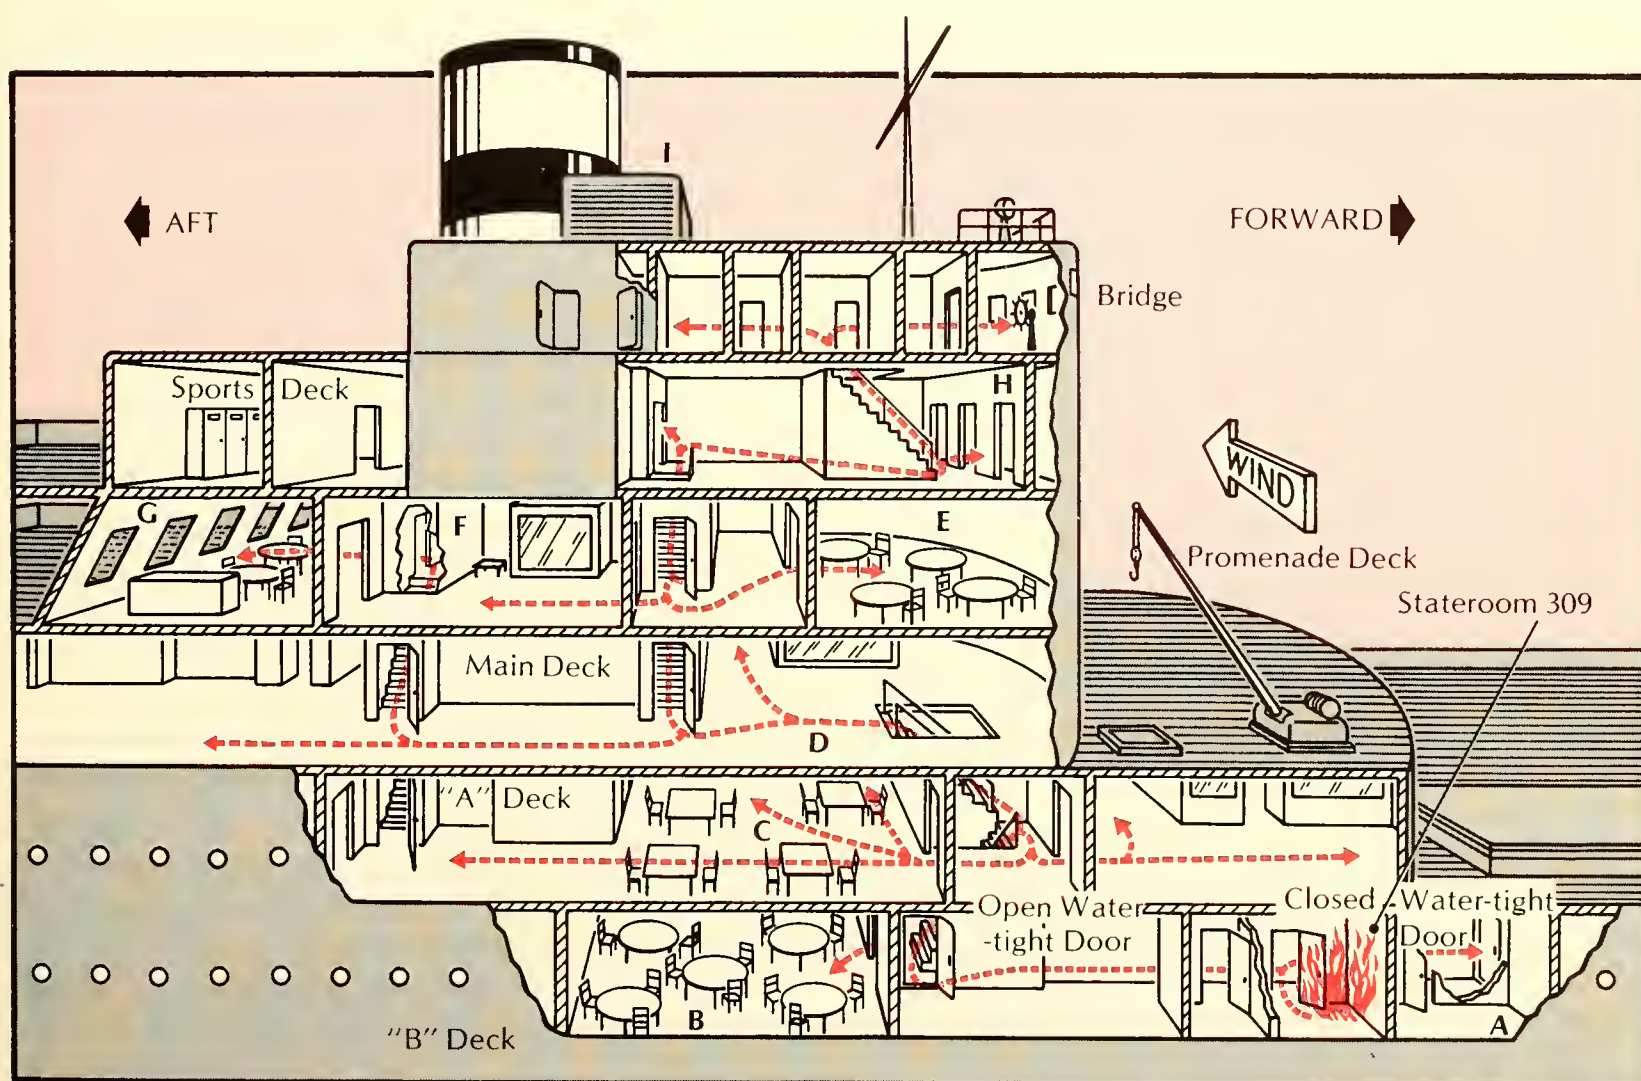 I
AFT
FORWARD
Bridge
Sports Deck
H
WIND
G
F
E
Promenade Deck
Stateroom 309
Main Deck
D
"A" Deck
C
Open Water
-tight Door
Closed - Water-tight
Door
B
A
"B" Deck